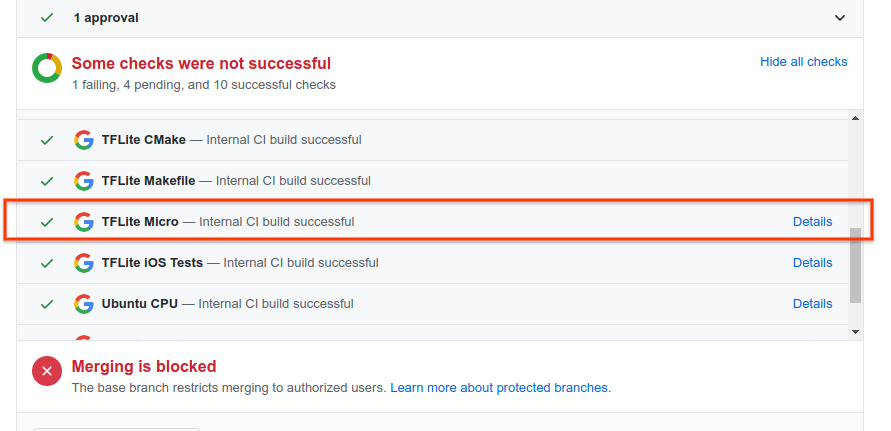 1 approval
Some checks were not successful
Hide all checks
1 failing, 4 pending, and 10 successful checks
TFLite CMake — Internal CI build successful
TFLite Makefile — Internal CI build successful
TFLite Micro — Internal CI build successful Details
TFLite iOS Tests — Internal CI build successful Details
Ubuntu CPU — Internal CI build successful Details
Merging is blocked
The base branch restricts merging to authorized users. Learn more about protected branches.